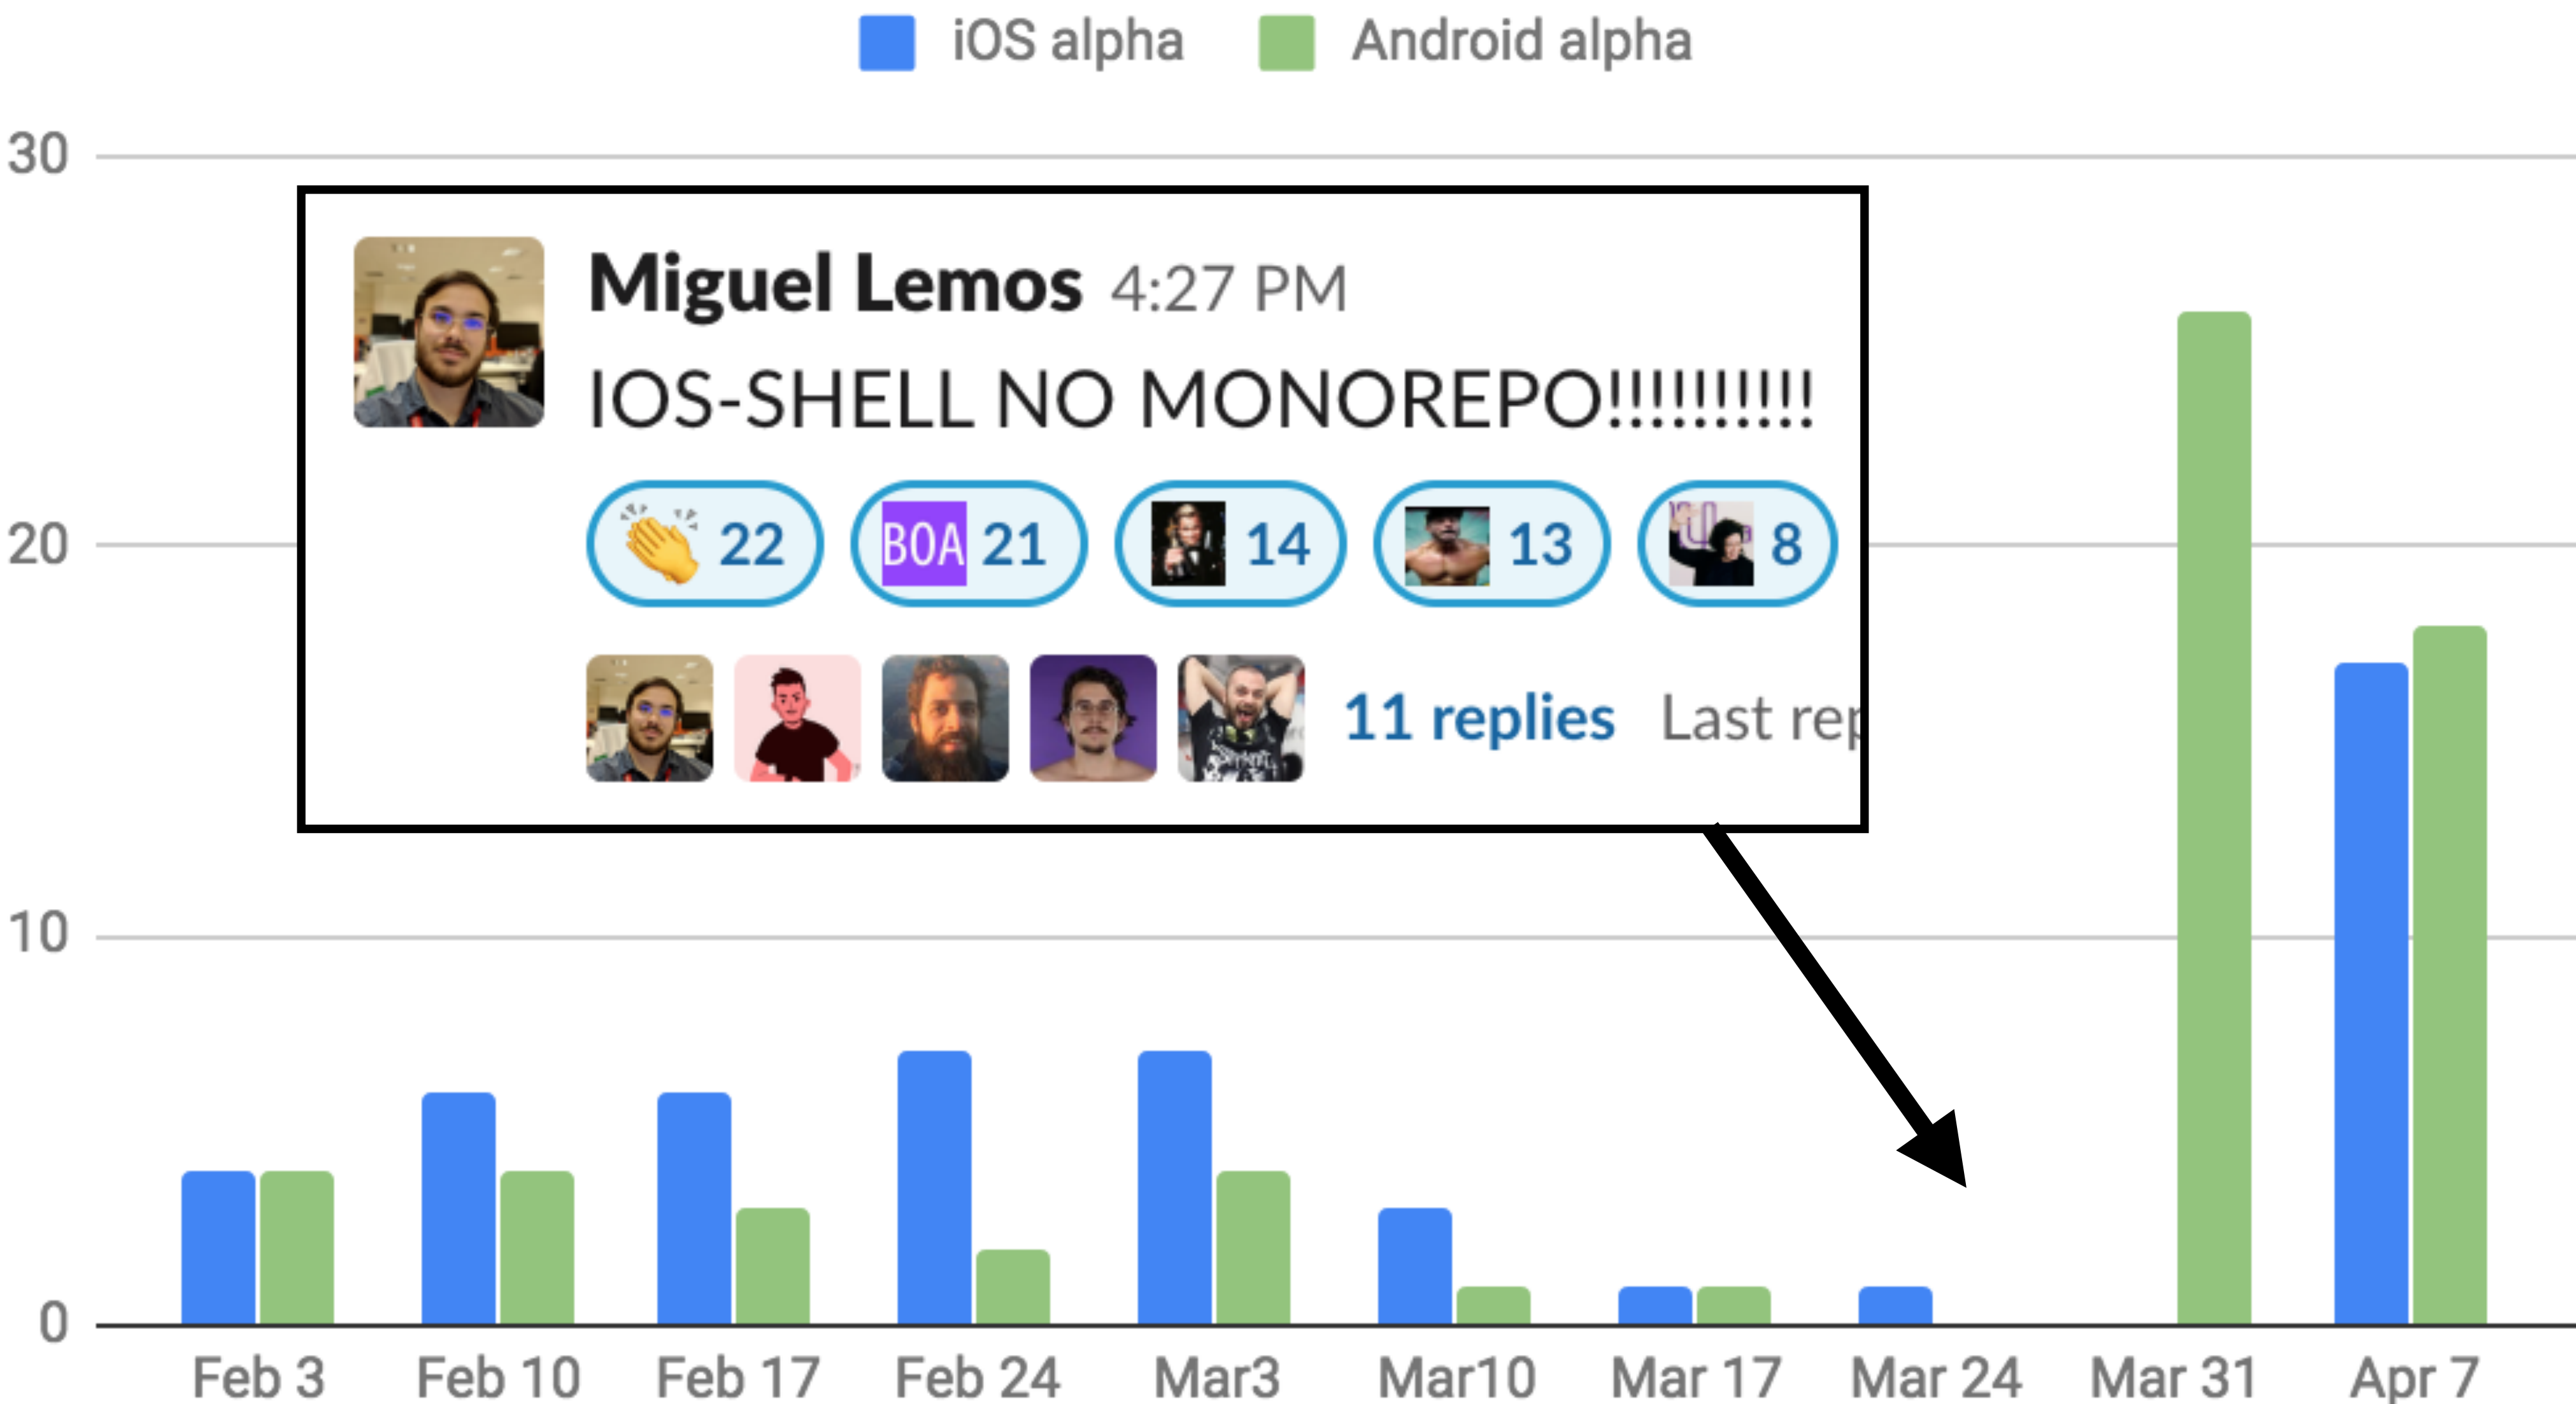 iOS alpha Android alpha
30
Miguel Lemos 4:27 PM
IOS-SHELL NO MONOREPO!!!!!!!!!!
22 BOA 21 14 13 8
20
11 replies Last rep
10
0
Feb 3 Feb 10 Feb 17 Feb 24 Mar3 Mar10 Mar 17 Mar 24 Mar 31 Apr 7